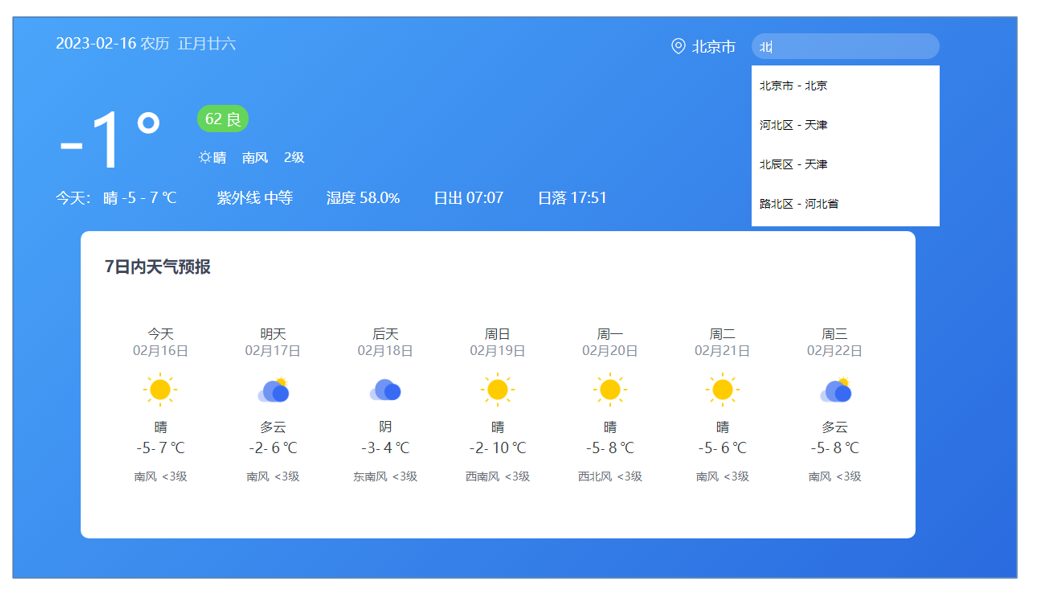 2023-02-16 农历 正月廿六
北京市
北
北京市 - 北京
河北区 - 天津
北辰区 - 天津
路北区 - 河北省
-1°
62 良
晴 南风 2级
今天： 晴 -5 - 7 ℃ 紫外线 中等 湿度 58.0% 日出 07:07 日落 17:51
7日内天气预报
今天 明天 后天 周日 周一 周二 周三
02月16日 02月17日 02月18日 02月19日 02月20日 02月21日 02月22日
晴 多云 阴 晴 晴 晴 多云
-5- 7 ℃ -2- 6 ℃ -3- 4 ℃ -2- 10 ℃ -5- 8 ℃ -5- 6 ℃ -5- 8 ℃
南风 <3级 南风 <3级 东南风 <3级 西南风 <3级 西北风 <3级 南风 <3级 南风 <3级